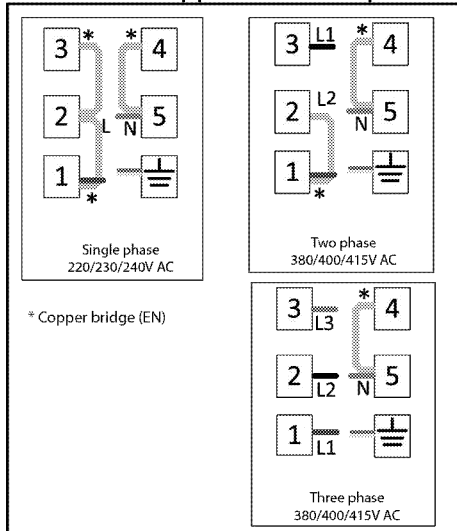 3 * * 4
2 L N 5
1 *
Single phase
220/230/240V AC
3 L1 * 4
2 L2 N 5
1 *
Two phase
380/400/415V AC
* Copper bridge (EN)
3 L3 * 4
2 L2 N 5
1 L1
Three phase
380/400/415V AC